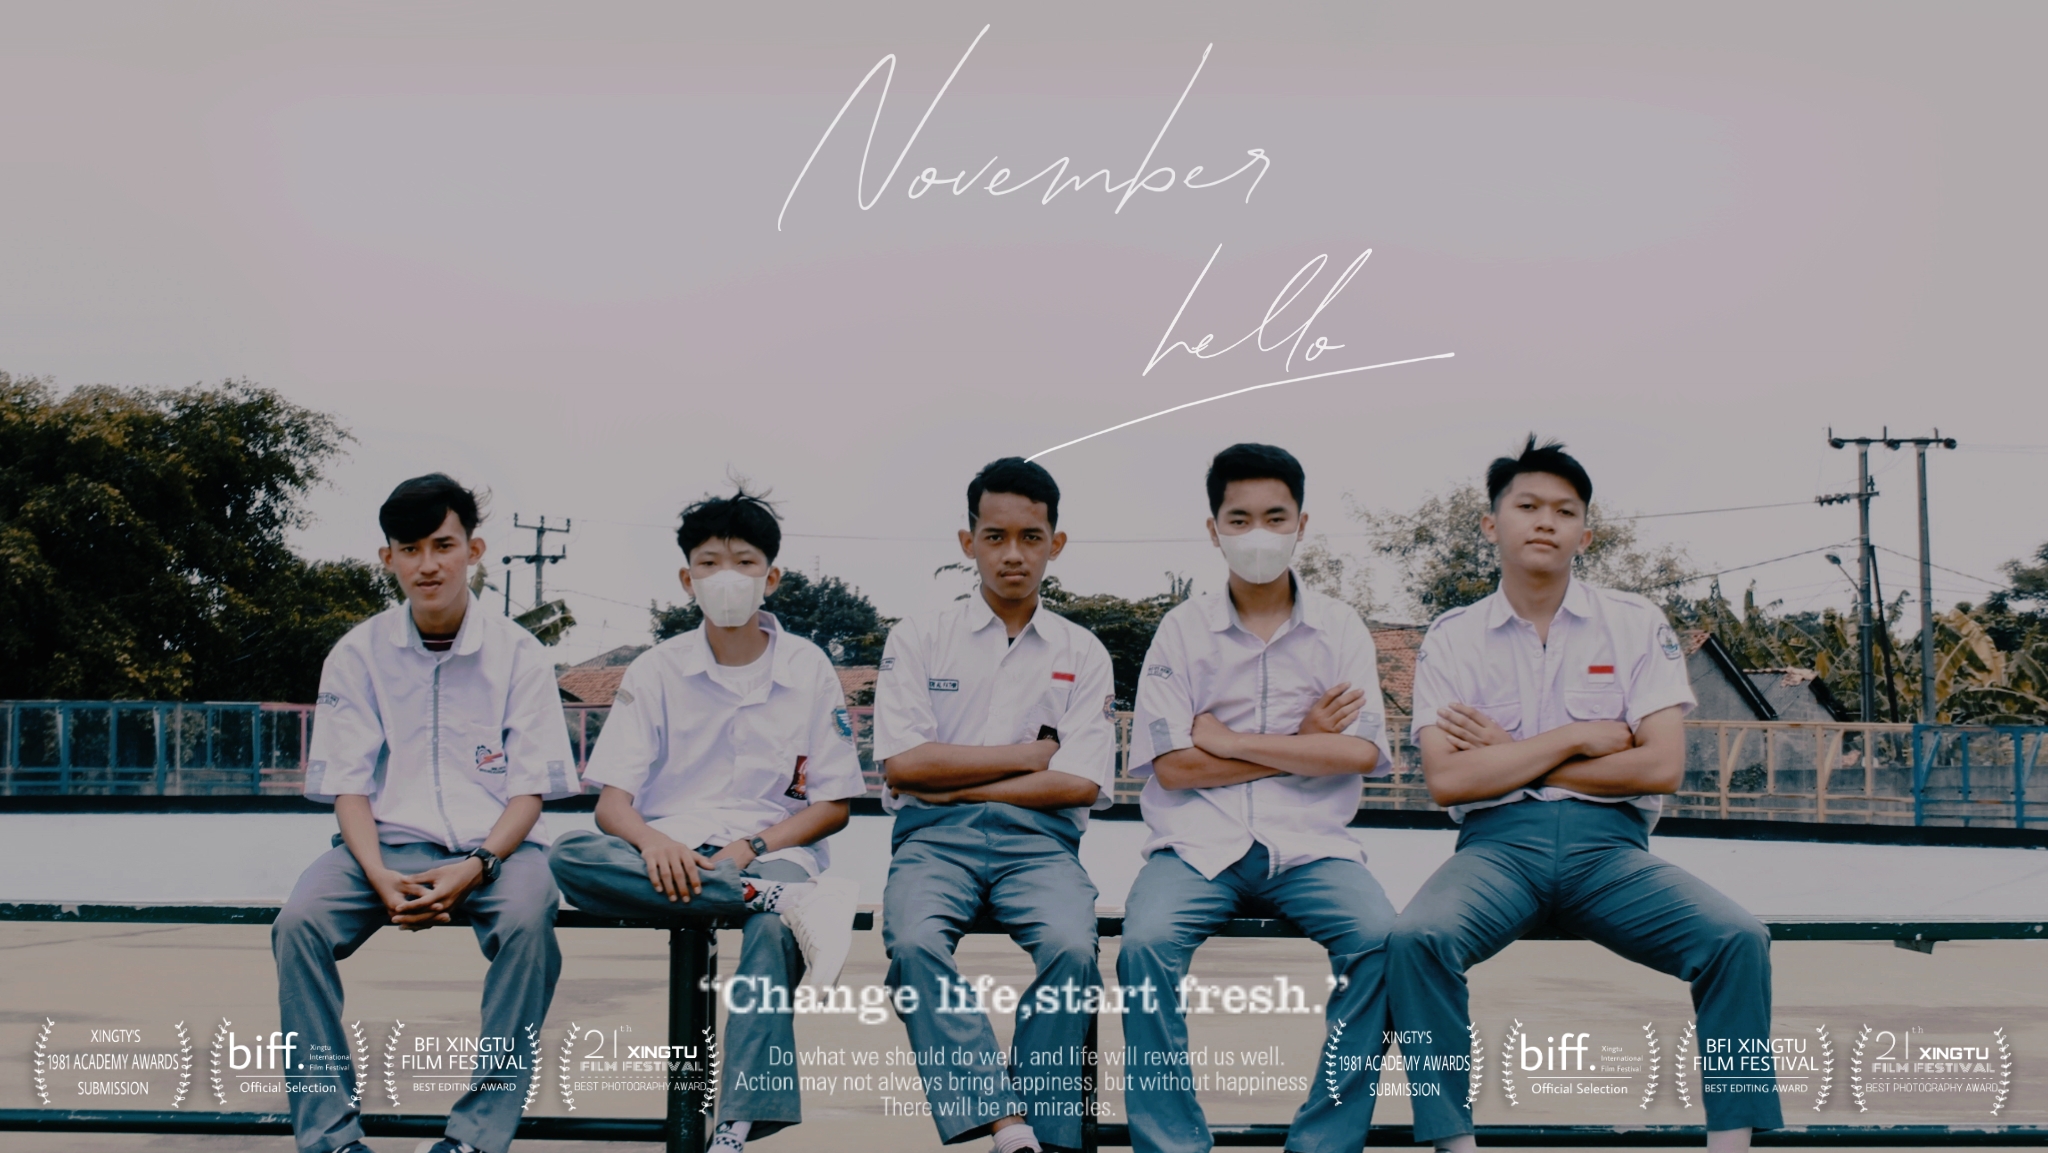 November
hello
“Change life,start fresh.”
Do what we should do well, and life will reward us well.
Action may not always bring happiness, but without happiness
There will be no miracles.
XINGTY'S
1981 ACADEMY AWARDS
SUBMISSION
biff. Xingtu
International
Film Festival
Official Selection
BFI XINGTU
FILM FESTIVAL
BEST EDITING AWARD
21th XINGTU
FILM FESTIVAL
BEST PHOTOGRAPHY AWARD
XINGTY'S
1981 ACADEMY AWARDS
SUBMISSION
biff. Xingtu
International
Film Festival
Official Selection
BFI XINGTU
FILM FESTIVAL
BEST EDITING AWARD
21th XINGTU
FILM FESTIVAL
BEST PHOTOGRAPHY AWARD